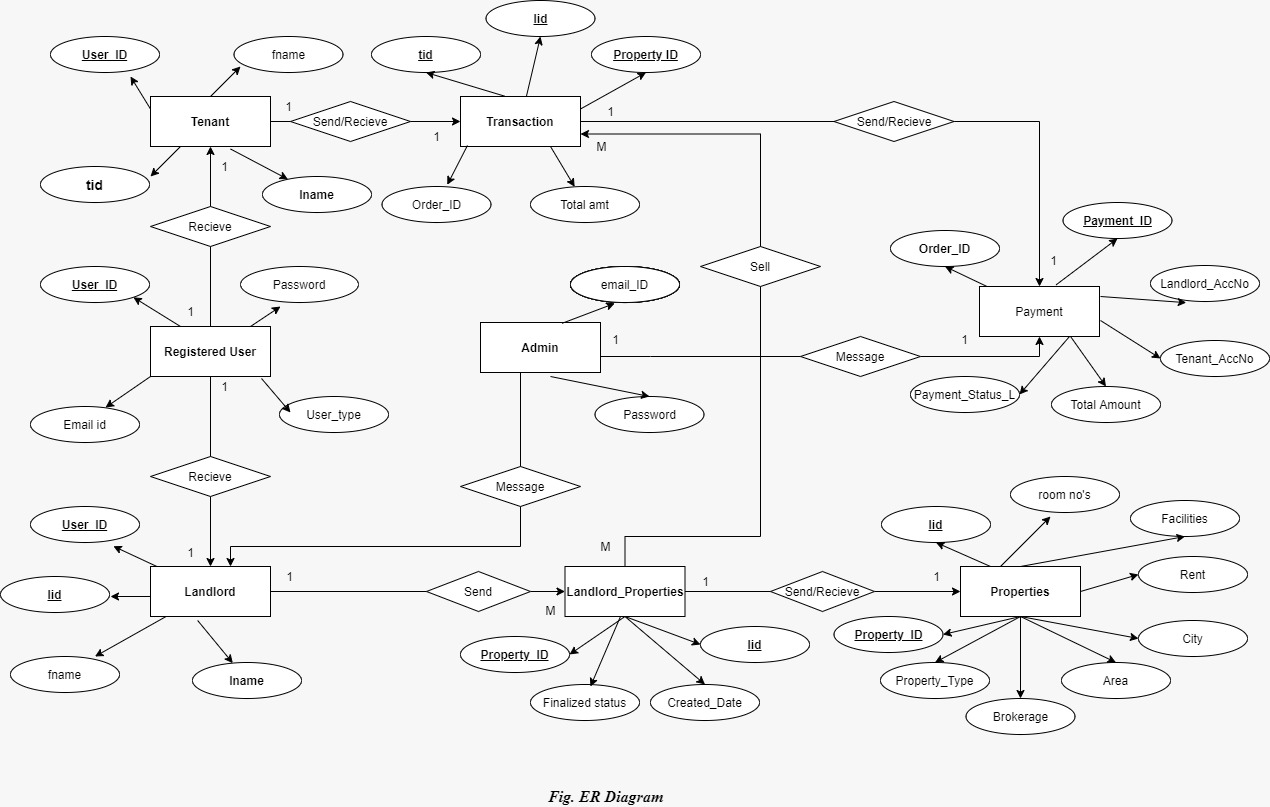 lid
User_ID
fname
tid
Property ID
Tenant
1
Send/Recieve
1
Transaction
1
Send/Recieve
M
tid
lname
1
Order_ID
Total amt
Recieve
Payment_ID
Order_ID
1
Sell
User_ID
Password
email_ID
Landlord_AccNo
1
Registered User
Admin
1
Message
1
Payment
Tenant_AccNo
1
Email id
User_type
Password
Payment_Status_L
Total Amount
Recieve
Message
room no's
User_ID
lid
Facilities
1
M
Landlord
1
Send
M
Landlord_Properties
1
Send/Recieve
1
Properties
Rent
lid
fname
lname
Property_ID
lid
Property_ID
City
Finalized status
Created_Date
Property_Type
Area
Brokerage
Fig. ER Diagram